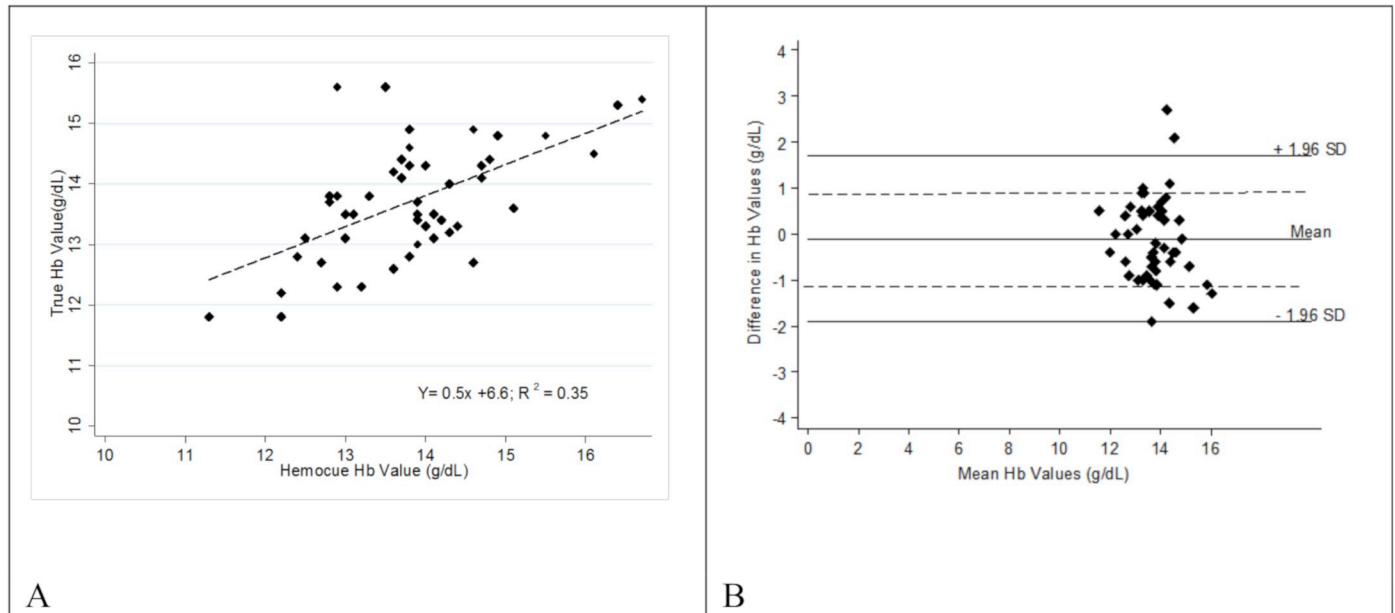 16
15
14
13
12
11
10
True Hb Value(g/dL)
Y= 0.5x +6.6; R 2 = 0.35
10 11 12 13 14 15 16
Hemocue Hb Value (g/dL)
A
4
3
2
1
0
-1
-2
-3
-4
Difference in Hb Values (g/dL)
+ 1.96 SD
Mean
- 1.96 SD
0 2 4 6 8 10 12 14 16
Mean Hb Values (g/dL)
B